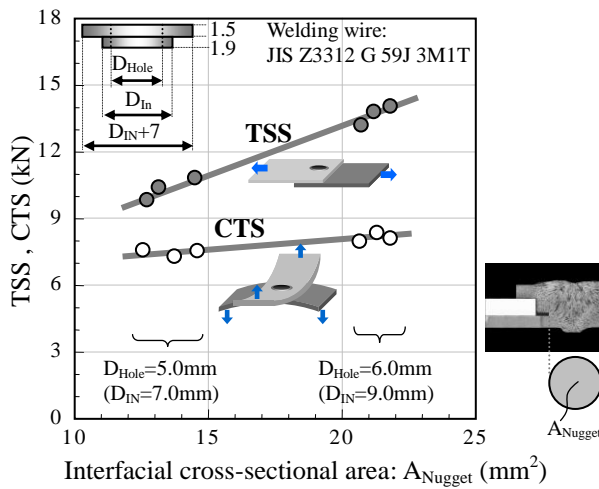 18
15
12
9
6
3
0
TSS , CTS (kN)
1.5
1.9
D_Hole
D_In
D_IN+7
Welding wire:
JIS Z3312 G 59J 3M1T
TSS
CTS
D_Hole=5.0mm
(D_IN=7.0mm)
D_Hole=6.0mm
(D_IN=9.0mm)
10 15 20 25
Interfacial cross-sectional area: A_Nugget (mm²)
A_Nugget